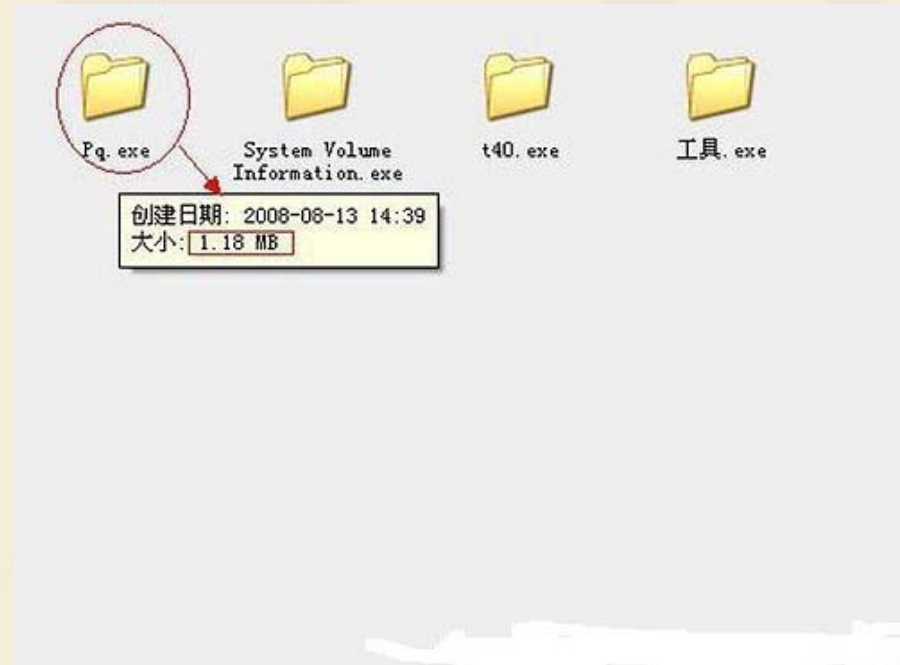 Pq.exe
System Volume
Information.exe
t40.exe
工具.exe
创建日期: 2008-08-13 14:39
大小: 1.18 MB